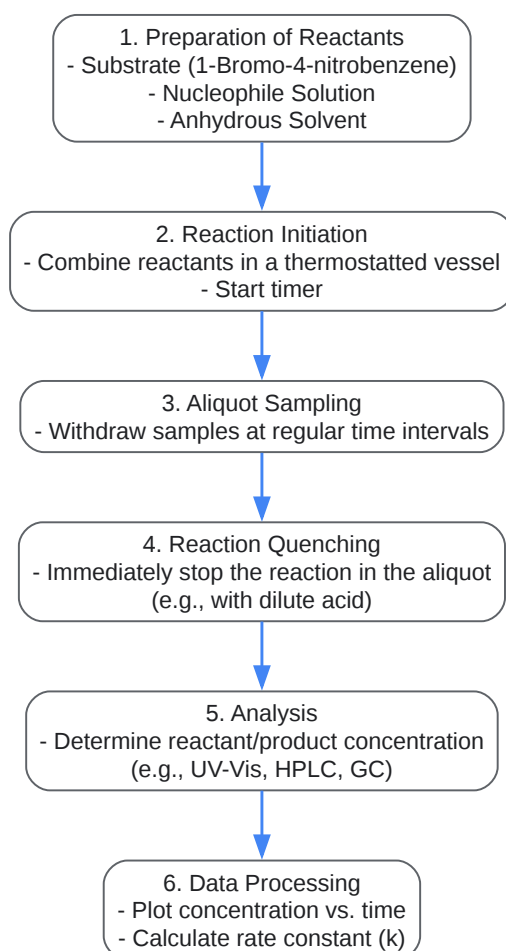 1. Preparation of Reactants
- Substrate (1-Bromo-4-nitrobenzene)
- Nucleophile Solution
- Anhydrous Solvent
2. Reaction Initiation
- Combine reactants in a thermostatted vessel
- Start timer
3. Aliquot Sampling
- Withdraw samples at regular time intervals
4. Reaction Quenching
- Immediately stop the reaction in the aliquot
(e.g., with dilute acid)
5. Analysis
- Determine reactant/product concentration
(e.g., UV-Vis, HPLC, GC)
6. Data Processing
- Plot concentration vs. time
- Calculate rate constant (k)